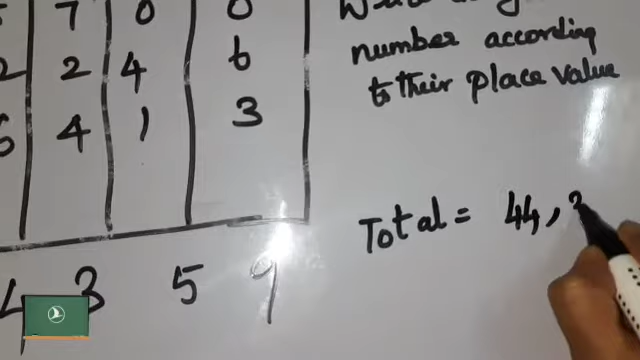 7 0 0
2 2 4 6
6 4 1 3
number according
to their place value
Total = 44,
4 3 5 9